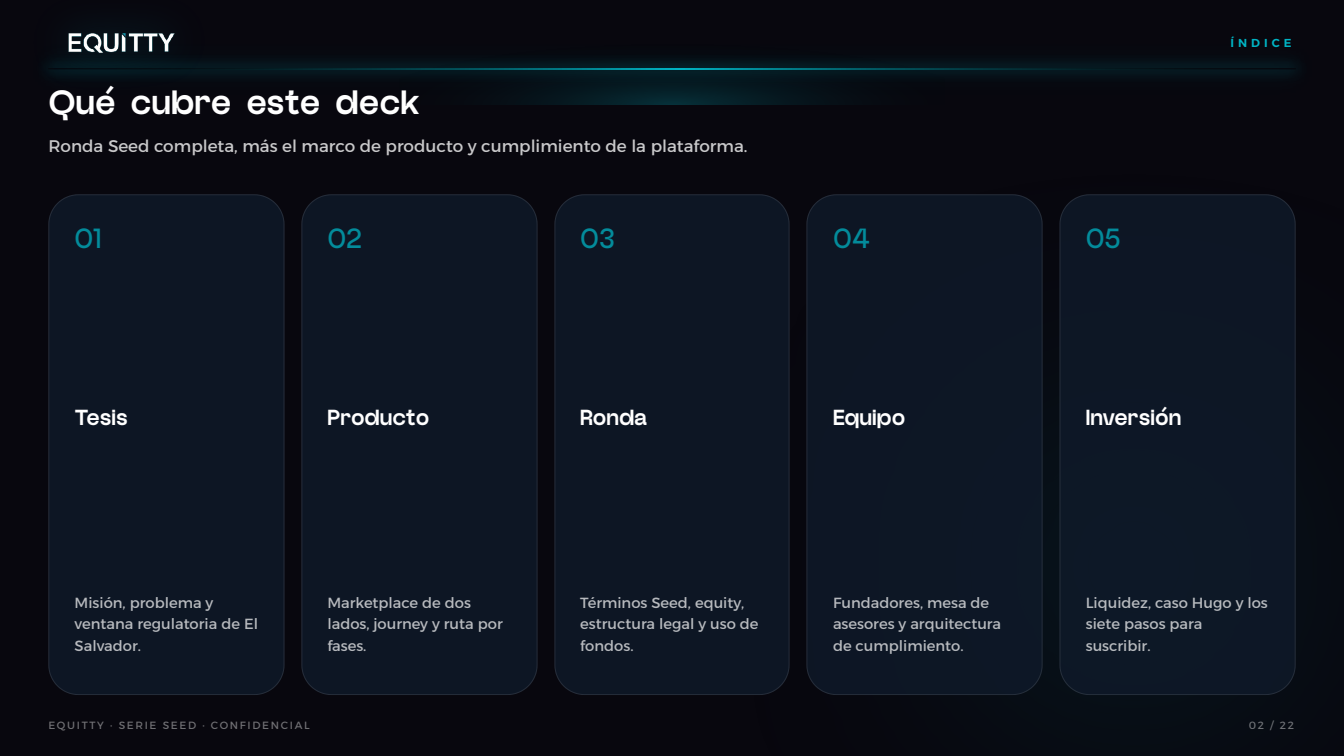 EQUITTY
ÍNDICE
Qué cubre este deck
Ronda Seed completa, más el marco de producto y cumplimiento de la plataforma.
01
Tesis
Misión, problema y
ventana regulatoria de El
Salvador.
02
Producto
Marketplace de dos
lados, journey y ruta por
fases.
03
Ronda
Términos Seed, equity,
estructura legal y uso de
fondos.
04
Equipo
Fundadores, mesa de
asesores y arquitectura
de cumplimiento.
05
Inversión
Liquidez, caso Hugo y los
siete pasos para
suscribir.
EQUITTY · SERIE SEED · CONFIDENCIAL
02 / 22